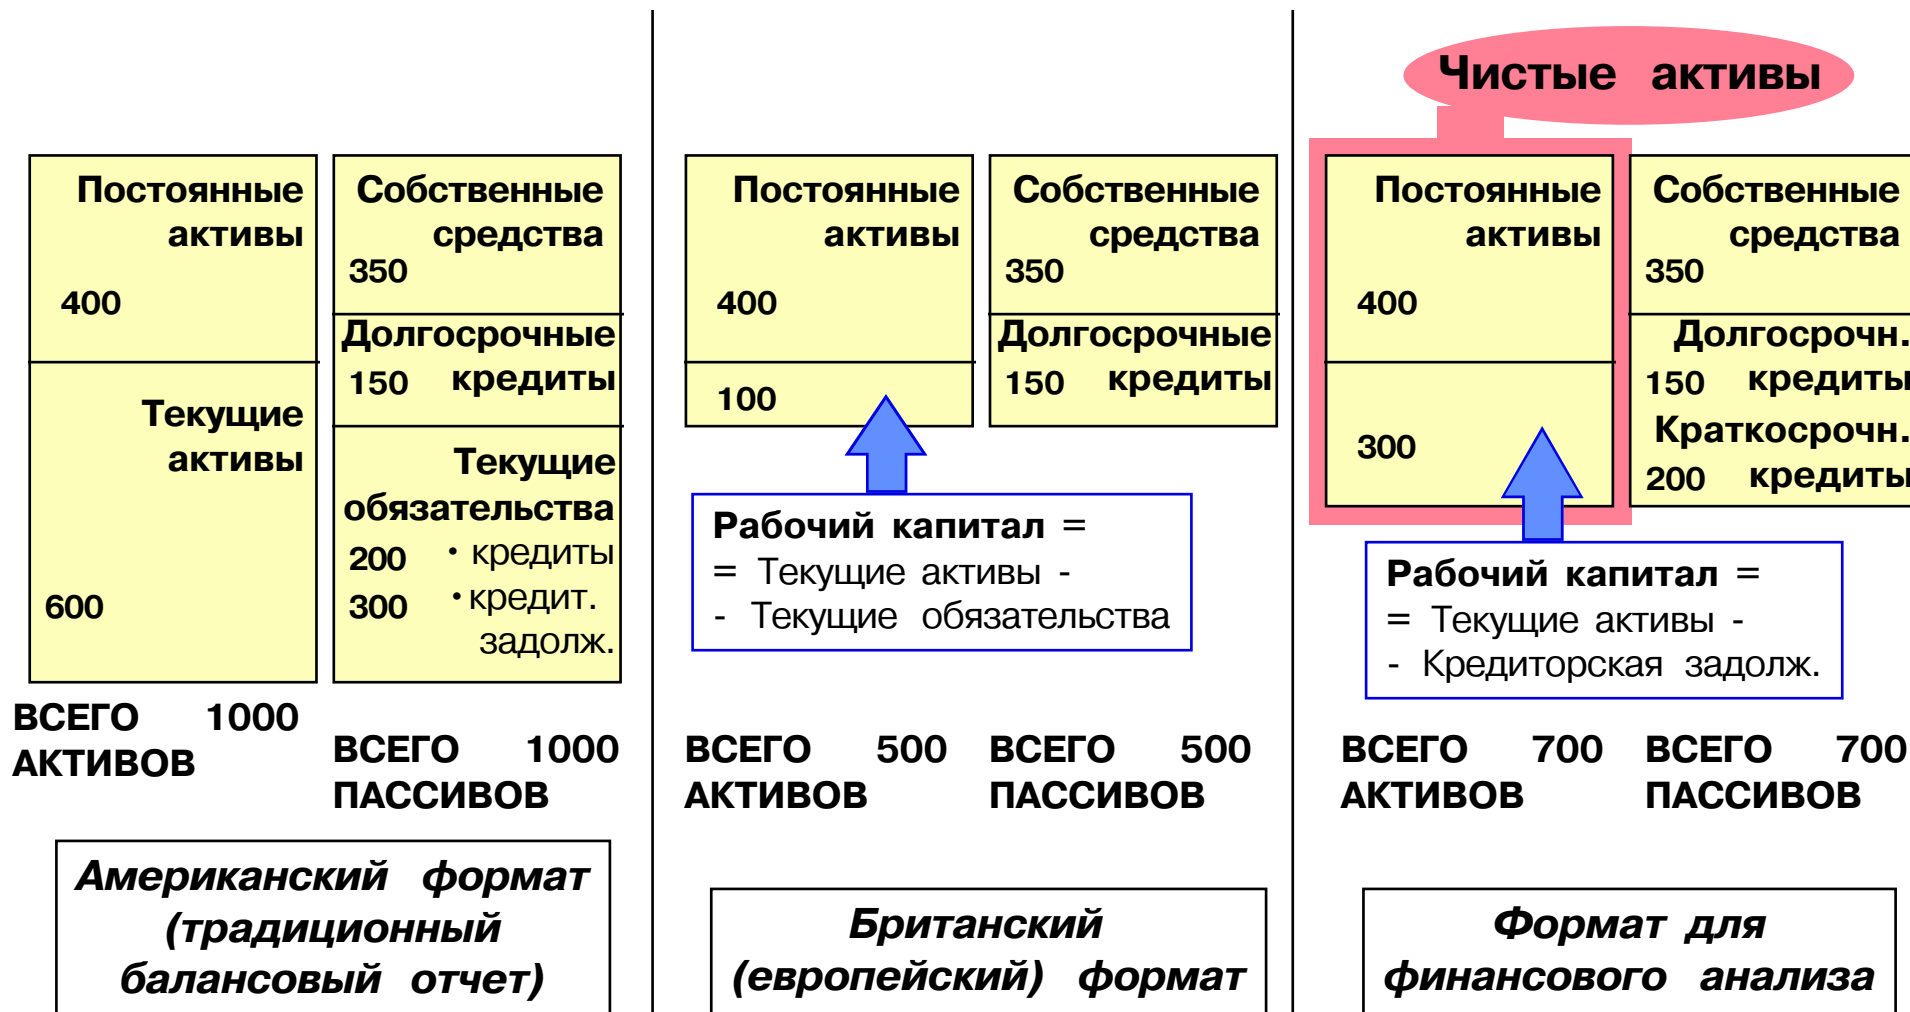 Чистые активы
Постоянные
активы
400
Текущие
активы
600
Собственные
средства
350
Долгосрочные
150 кредиты
Текущие
обязательства
200 • кредиты
300 • кредит.
задолж.
ВСЕГО 1000
АКТИВОВ
ВСЕГО 1000
ПАССИВОВ
Американский формат
(традиционный
балансовый отчет)
Постоянные
активы
400
100
Собственные
средства
350
Долгосрочные
150 кредиты
Рабочий капитал =
= Текущие активы -
- Текущие обязательства
ВСЕГО 500
АКТИВОВ
ВСЕГО 500
ПАССИВОВ
Британский
(европейский) формат
Постоянные
активы
400
300
Собственные
средства
350
Долгосрочн.
150 кредиты
Краткосрочн.
200 кредиты
Рабочий капитал =
= Текущие активы -
- Кредиторская задолж.
ВСЕГО 700
АКТИВОВ
ВСЕГО 700
ПАССИВОВ
Формат для
финансового анализа